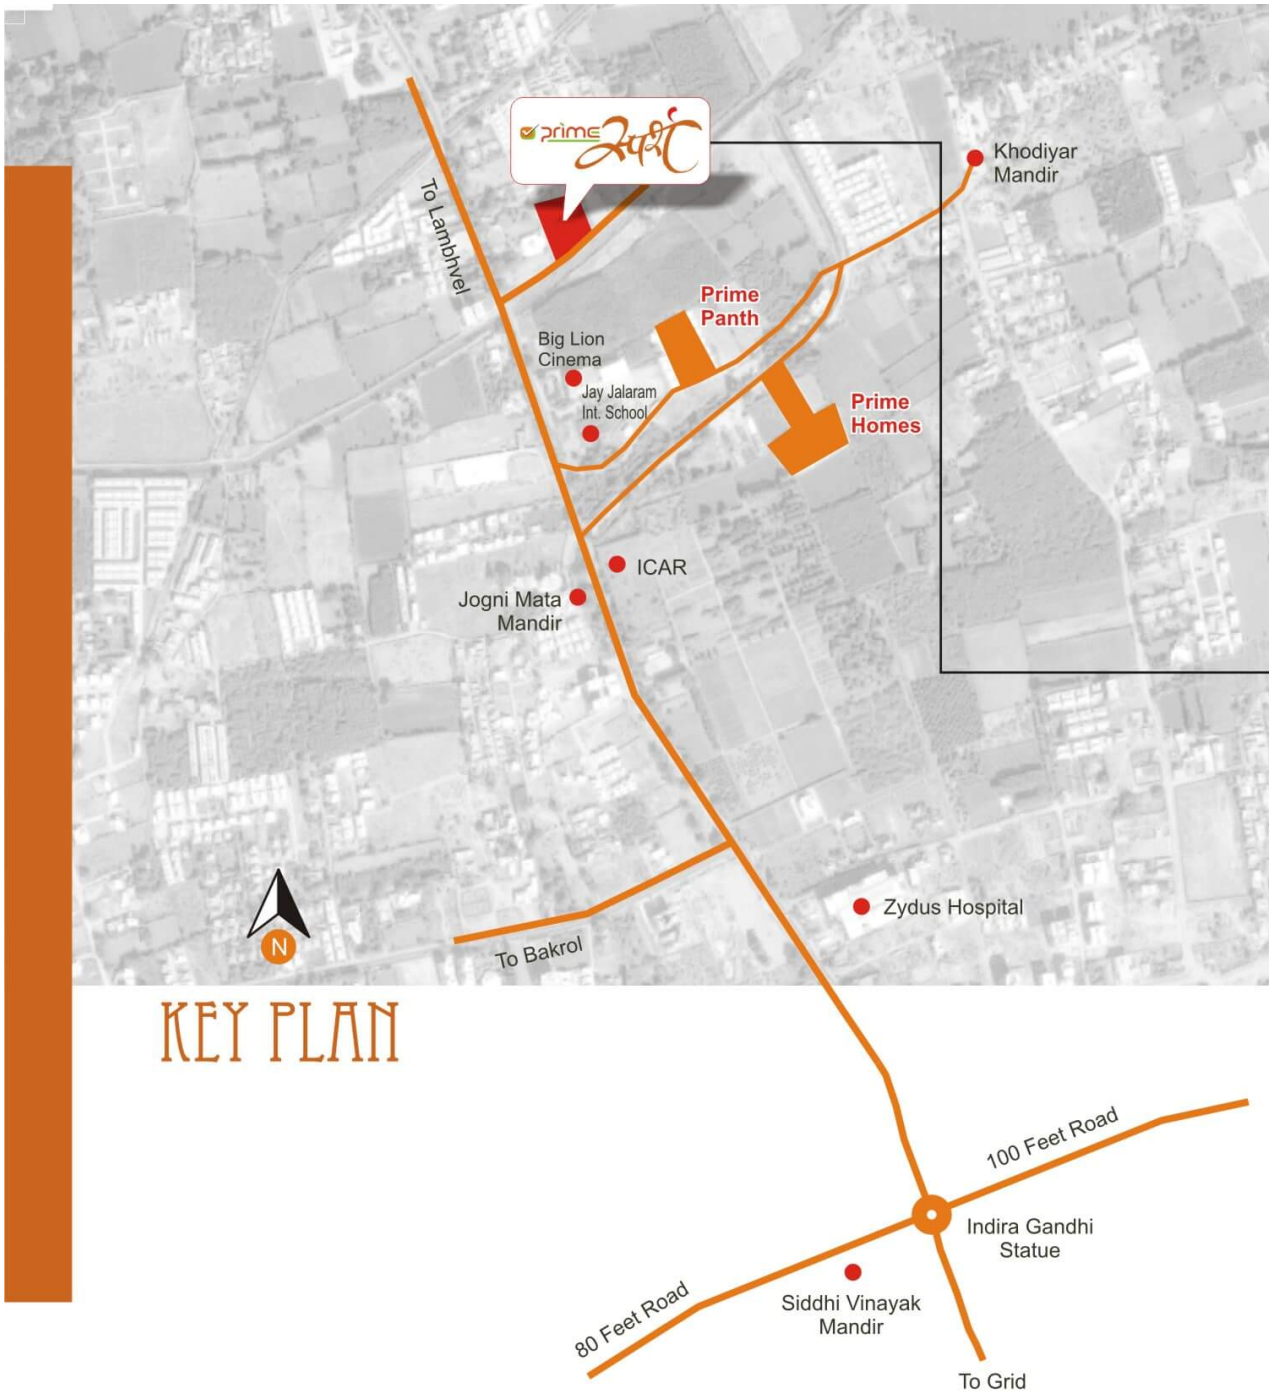 prime स्पर्श
Khodiyar
Mandir
To Lambhvel
Prime
Panth
Big Lion
Cinema
Jay Jalaram
Int. School
Prime
Homes
ICAR
Jogni Mata
Mandir
Zydus Hospital
N
To Bakrol
KEY PLAN
100 Feet Road
Indira Gandhi
Statue
80 Feet Road
Siddhi Vinayak
Mandir
To Grid